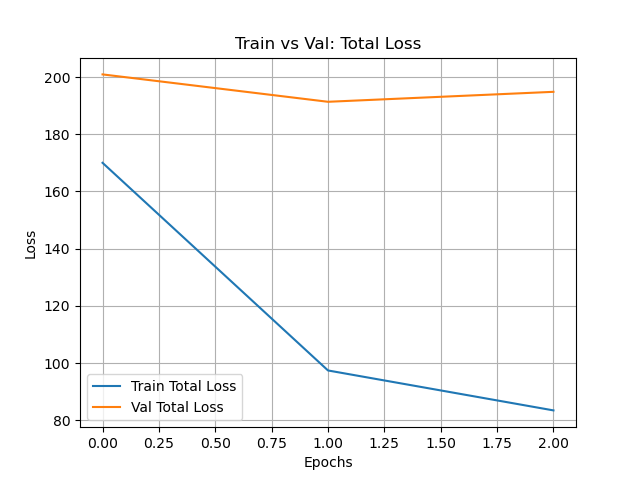 Train vs Val: Total Loss
Loss
200
180
160
140
120
100
80
Train Total Loss
Val Total Loss
0.00 0.25 0.50 0.75 1.00 1.25 1.50 1.75 2.00
Epochs